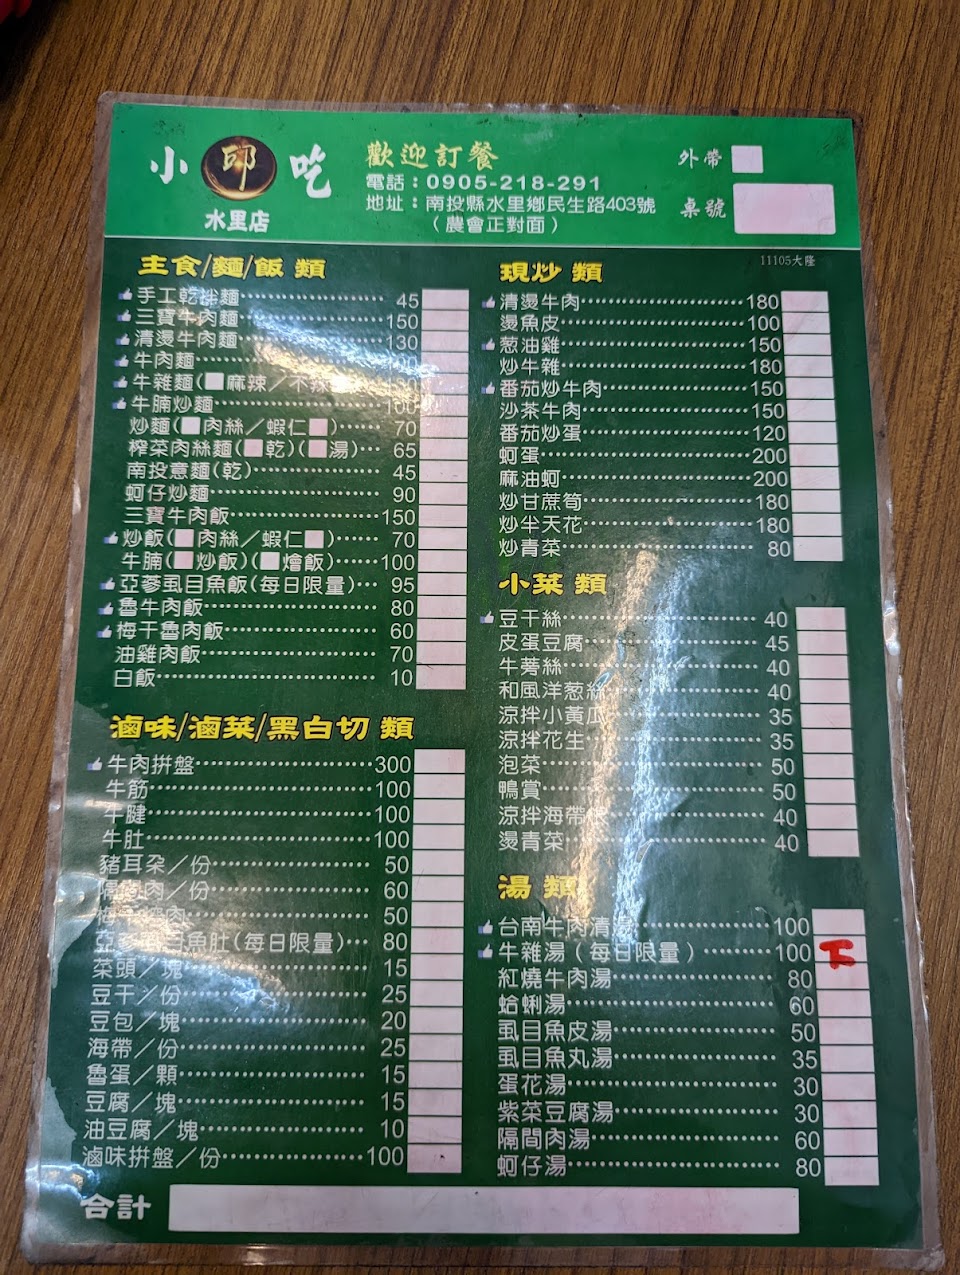 小邱吃
水里店
歡迎訂餐
電話：0905-218-291
地址：南投縣水里鄉民生路403號
（農會正對面）
外帶
桌號
11105大隆
主食/麵/飯 類
手工乾拌麵 45
三寶牛肉麵 150
清燙牛肉麵 130
牛肉麵
牛雜麵(■麻辣／不辣
牛腩炒麵 100
炒麵(■肉絲／蝦仁■) 70
榨菜肉絲麵(■乾)(■湯) 65
南投意麵(乾) 45
蚵仔炒麵 90
三寶牛肉飯 150
炒飯(■肉絲／蝦仁■) 70
牛腩(■炒飯)(■燴飯) 100
亞蔘虱目魚飯(每日限量) 95
魯牛肉飯 80
梅干魯肉飯 60
油雞肉飯 70
白飯 10
滷味/滷菜/黑白切 類
牛肉拼盤 300
牛筋 100
牛腱 100
牛肚 100
豬耳朵／份 50
隔間肉／份 60
肉 50
亞蔘虱目魚肚(每日限量) 80
菜頭／塊 15
豆干／份 25
豆包／塊 20
海帶／份 25
魯蛋／顆 15
豆腐／塊 15
油豆腐／塊 10
滷味拼盤／份 100
現炒 類
清燙牛肉 180
燙魚皮 100
葱油雞 150
炒牛雜 180
番茄炒牛肉 150
沙茶牛肉 150
番茄炒蛋 120
蚵蛋 200
麻油蚵 200
炒甘蔗筍 180
炒半天花 180
炒青菜 80
小菜 類
豆干絲 40
皮蛋豆腐 45
牛蒡絲 40
和風洋葱絲 40
涼拌小黃瓜 35
涼拌花生 35
泡菜 50
鴨賞 50
涼拌海帶 40
燙青菜 40
湯 類
台南牛肉清湯 100
牛雜湯（每日限量） 100
紅燒牛肉湯 80
蛤蜊湯 60
虱目魚皮湯 50
虱目魚丸湯 35
蛋花湯 30
紫菜豆腐湯 30
隔間肉湯 60
蚵仔湯 80
合計